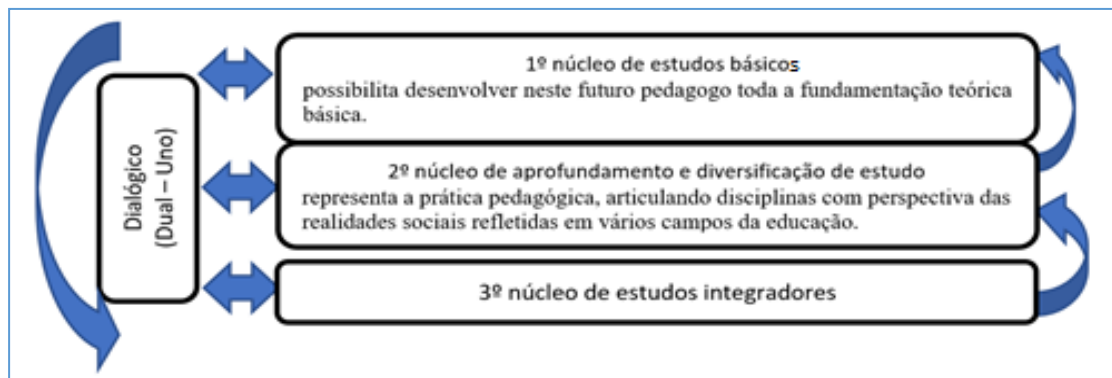 Dialógico
(Dual – Uno)
1º núcleo de estudos básicos
possibilita desenvolver neste futuro pedagogo toda a fundamentação teórica
básica.
2º núcleo de aprofundamento e diversificação de estudo
representa a prática pedagógica, articulando disciplinas com perspectiva das
realidades sociais refletidas em vários campos da educação.
3º núcleo de estudos integradores